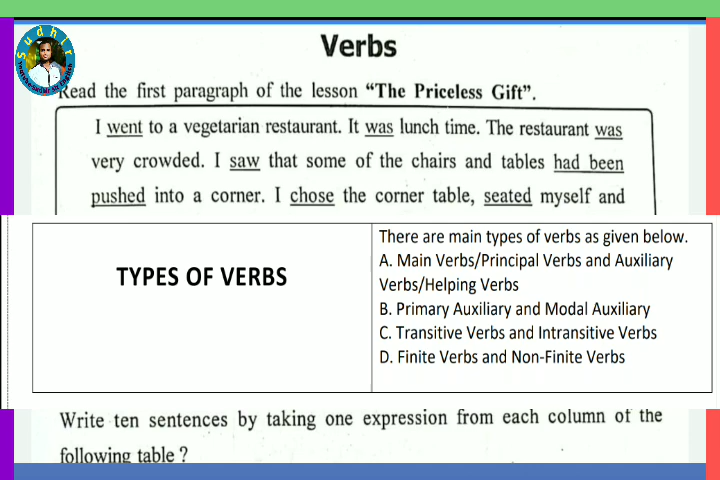 Sudhir
Verbs
Read the first paragraph of the lesson “The Priceless Gift”.
I went to a vegetarian restaurant. It was lunch time. The restaurant was
very crowded. I saw that some of the chairs and tables had been
pushed into a corner. I chose the corner table, seated myself and
TYPES OF VERBS
There are main types of verbs as given below.
A. Main Verbs/Principal Verbs and Auxiliary
Verbs/Helping Verbs
B. Primary Auxiliary and Modal Auxiliary
C. Transitive Verbs and Intransitive Verbs
D. Finite Verbs and Non-Finite Verbs
Write ten sentences by taking one expression from each column of the
following table ?